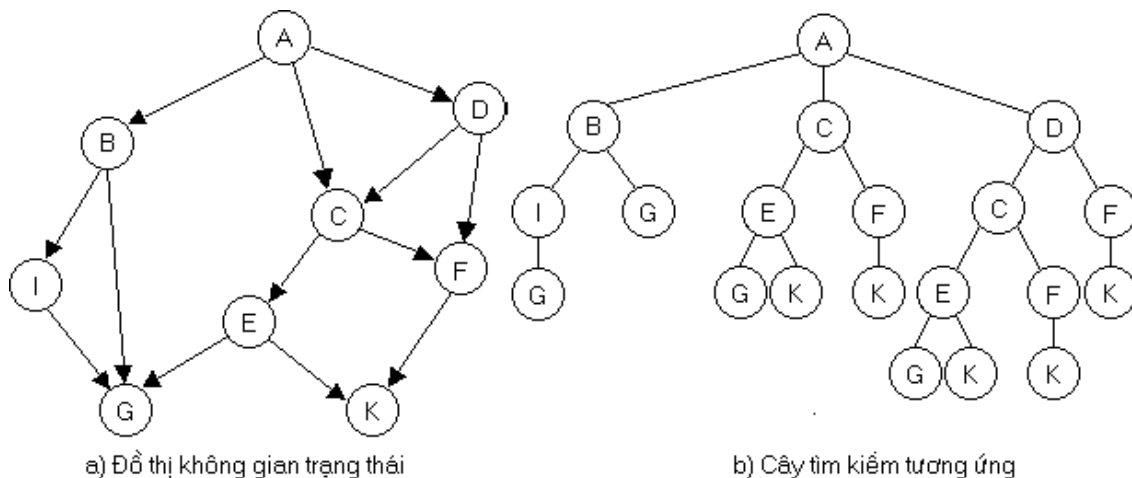 A
A
D
B
B
C
D
C
I
G
E
F
C
F
I
F
E
G
G
K
K
E
F
K
G
K
G
K
K
a) Đồ thị không gian trạng thái
b) Cây tìm kiếm tương ứng